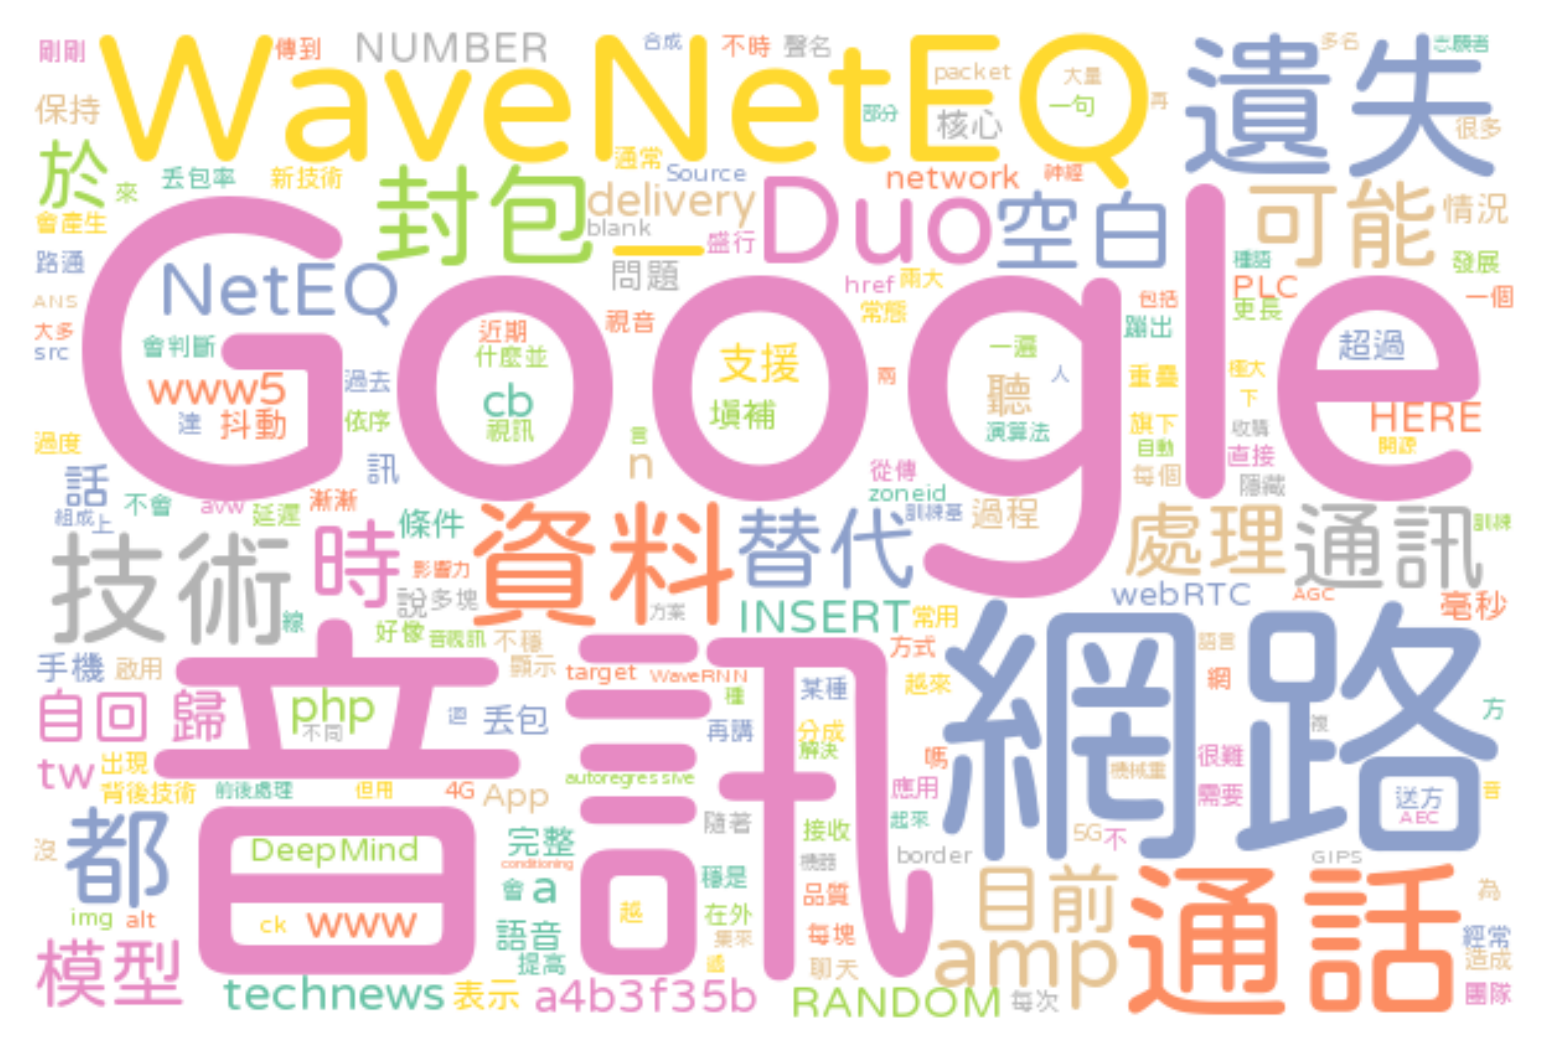 剛剛 WaveNetEQ 傳到 NUMBER 合成 不時 聲名 遺失 多名 志願者
保持 packet 大量 一句 再 部分 核心 很多
於 來 丟包率 新技術 封包 通常 Source delivery network 神經 可能 情況
會產生 blank 盛行 Duo 空白
路通 NetEQ 問題 href 兩大 種語 發展
ANS Google 常態 包括 PLC 更長 一個
大多 近期 視音 蹦出
src 會判斷 什麼並 支援 一遍 超過
www5 過去 cb 兩 聽 人 重疊 極大 下
達 抖動 依序 視訊 填補 演算法 旗下 收購 HERE
過度 言 自動 開源
話 訊 n 從傳 每個 直接 隱藏
不會 avw 漸漸 zoneid
組成 上 延遲 條件 資料 替代 訓練基 過程 處理 通訊 訓練
技術 時 影響力 webRTC AGC 毫秒
說 多塊 方案 INSERT 常用
線 好像 音視訊 不穩 網路 語言
手機 啟用 音訊 顯示 target WaveRNN 方式 網
自回歸 php 不同 迴 丟包 種 某種 越來 複 方
再講 分成 解決 嗎 很難
tw 出現 autoregressive 機械重
背後技術 前後處理 但用 4G App 應用 需要 送方 音
都 隨著 接收 起來 5G 不 AEC
沒 DeepMind 完整 conditioning 機器 border GIPS
會 a 穩是 品質 目前 通話 為
img alt ck www 越 在外 經常
模型 語音 集來 每塊 amp
提高 盛 聊天 造成
technews 表示 a4b3f35b RANDOM 每次 團隊